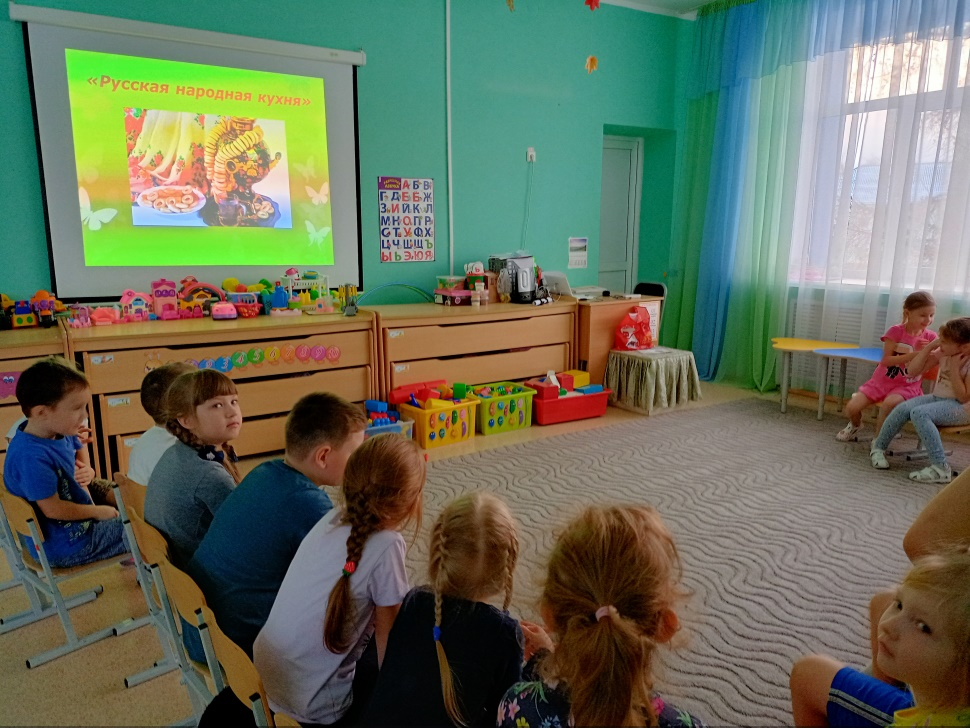 «Русская народная кухня»
А Б В
Г Д Е Ё Ж
З И Й К Л
М Н О П Р
С Т У Ф Х
Ц Ч Ш Щ Ъ
Ы Ь Э Ю Я